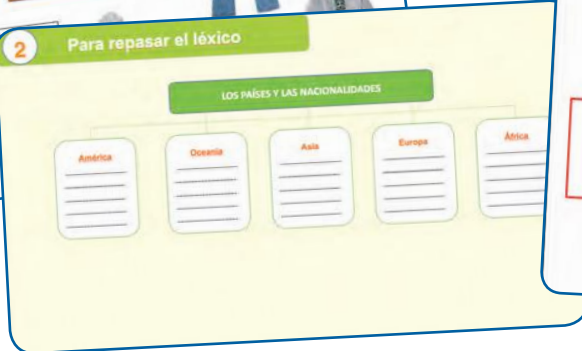 2 Para repasar el léxico
LOS PAÍSES Y LAS NACIONALIDADES
América
Oceanía
Asia
Europa
África